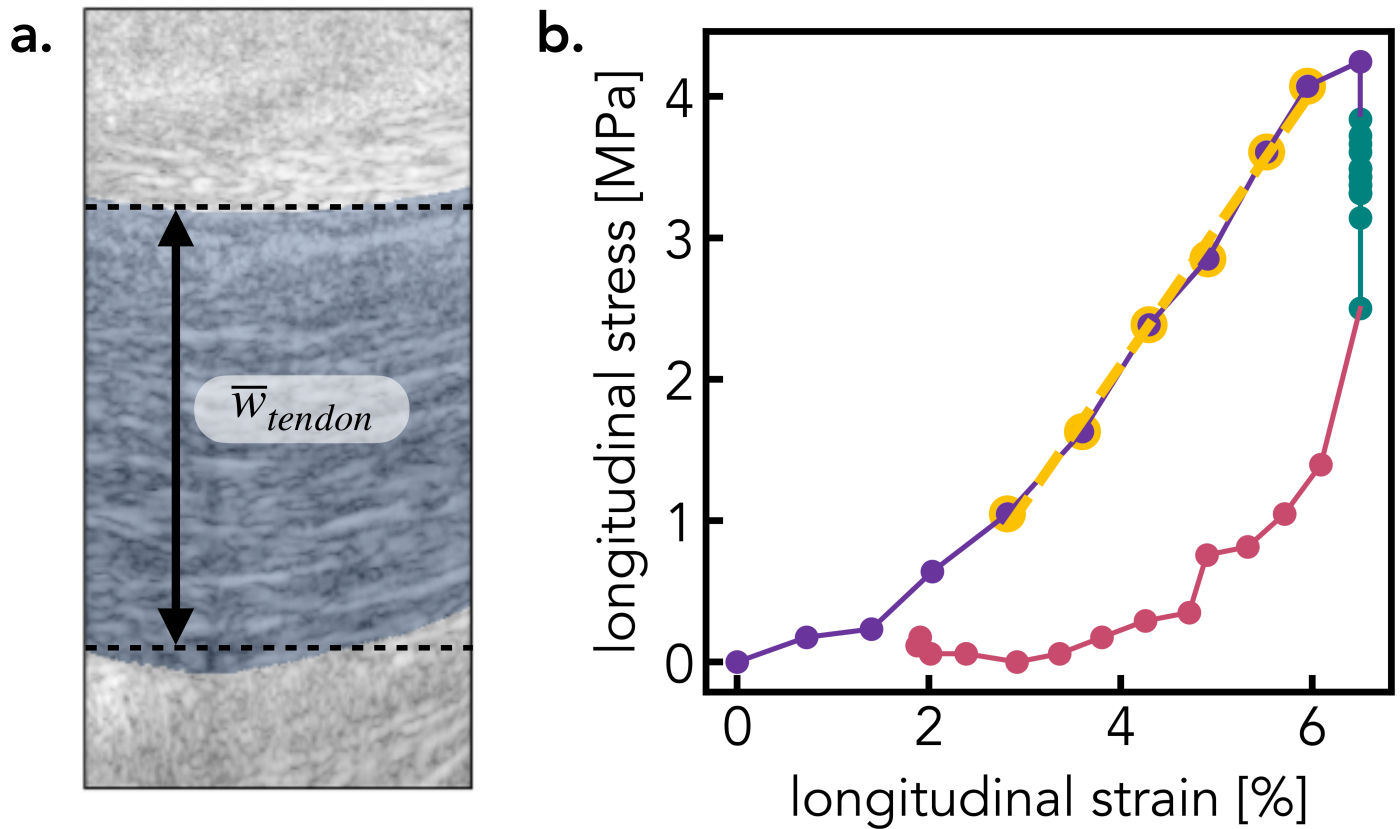 a.
w̅tendon
b.
longitudinal stress [MPa]
4
3
2
1
0
0 2 4 6
longitudinal strain [%]